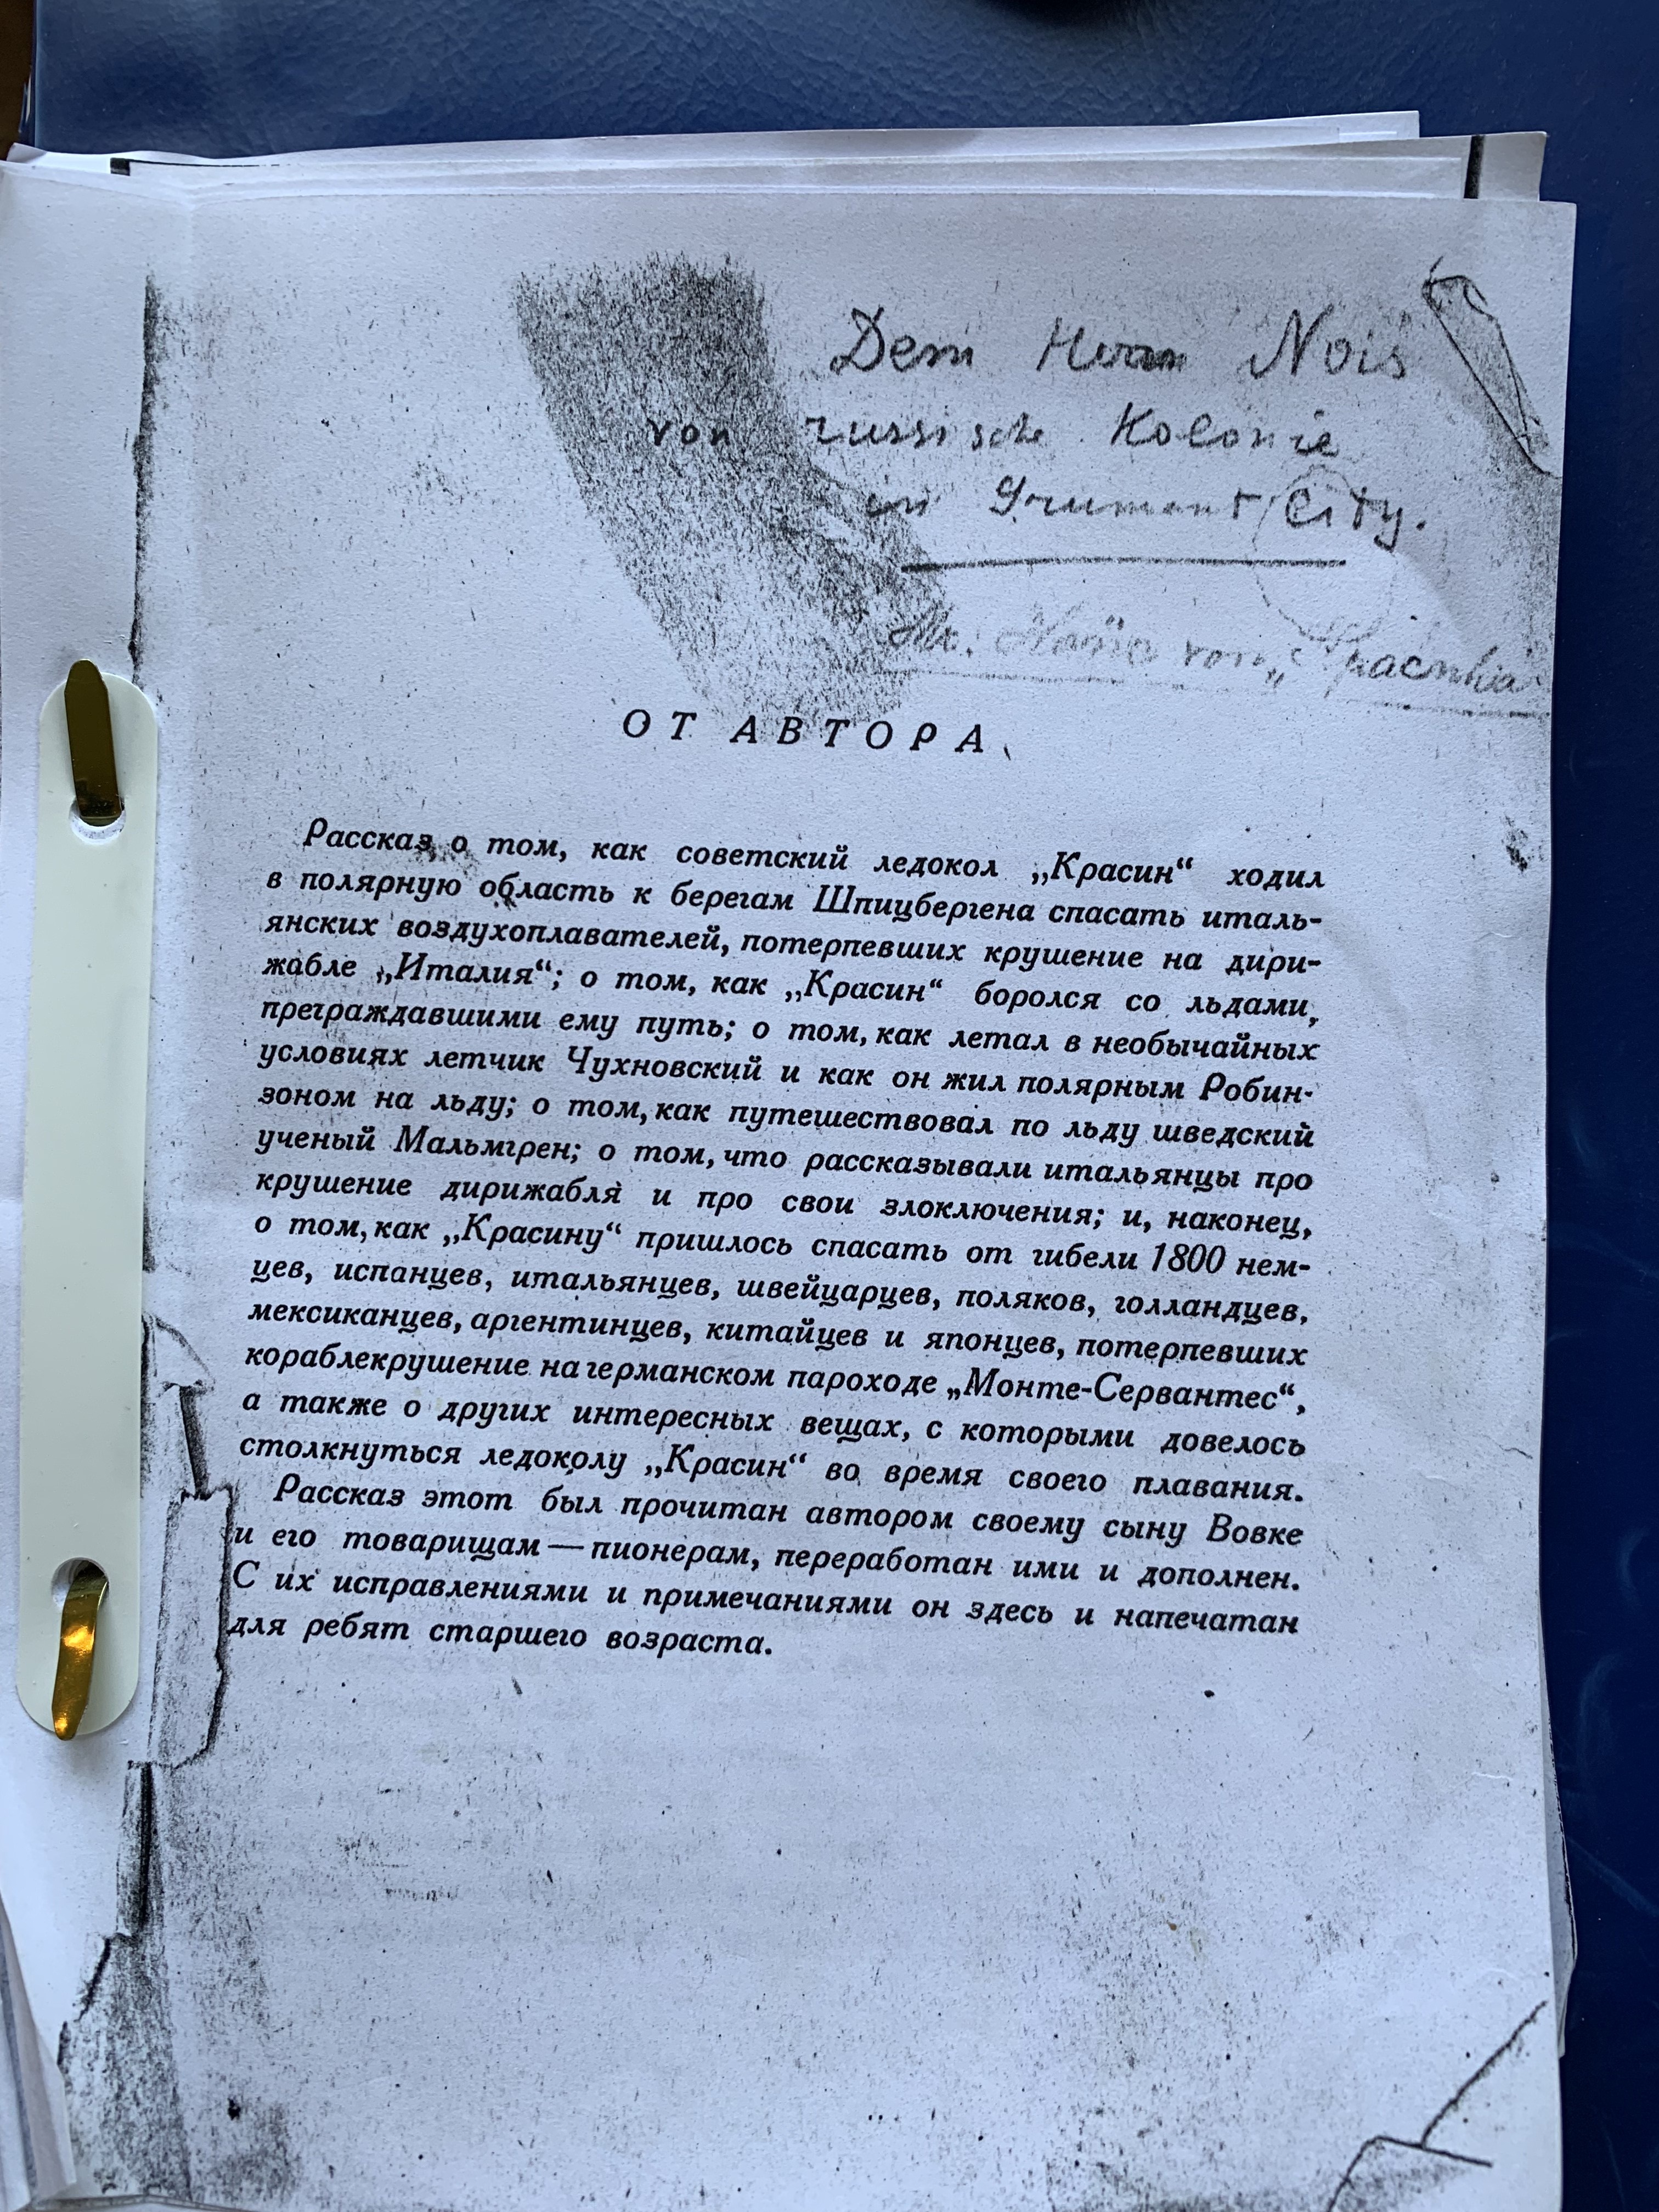 Dem Herrn Nois
von russische Kolonie
in Grumant City.
von
ОТ АВТОРА
Рассказ о том, как советский ледокол „Красин“ ходил
в полярную область к берегам Шпицбергена спасать италь-
янских воздухоплавателей, потерпевших крушение на дири-
жабле „Италия“; о том, как „Красин“ боролся со льдами,
преграждавшими ему путь; о том, как летал в необычайных
условиях летчик Чухновский и как он жил полярным Робин-
зоном на льду; о том, как путешествовал по льду шведский
ученый Мальмгрен; о том, что рассказывали итальянцы про
крушение дирижабля и про свои злоключения; и, наконец,
о том, как „Красину“ пришлось спасать от гибели 1800 нем-
цев, испанцев, итальянцев, швейцарцев, поляков, голландцев,
мексиканцев, аргентинцев, китайцев и японцев, потерпевших
кораблекрушение на германском пароходе „Монте-Сервантес“,
а также о других интересных вещах, с которыми довелось
столкнуться ледоколу „Красин“ во время своего плавания.
Рассказ этот был прочитан автором своему сыну Вовке
и его товарищам — пионерам, переработан ими и дополнен.
С их исправлениями и примечаниями он здесь и напечатан
для ребят старшего возраста.